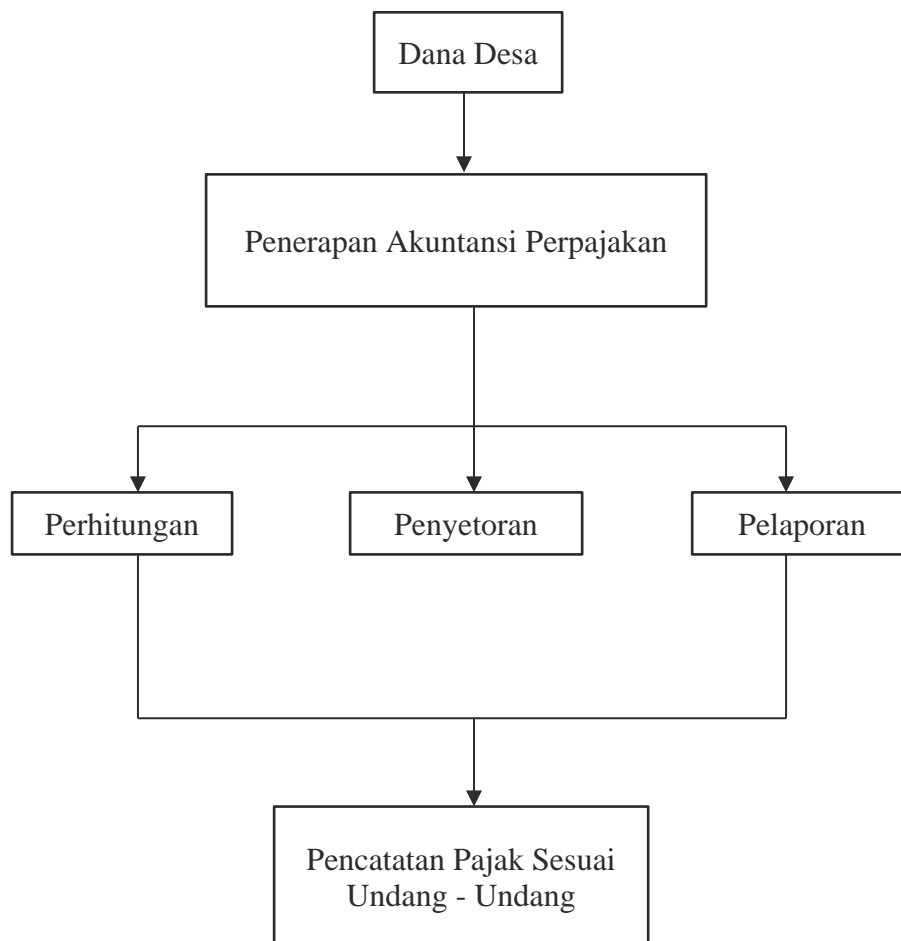 Dana Desa
Penerapan Akuntansi Perpajakan
Perhitungan
Penyetoran
Pelaporan
Pencatatan Pajak Sesuai
Undang - Undang